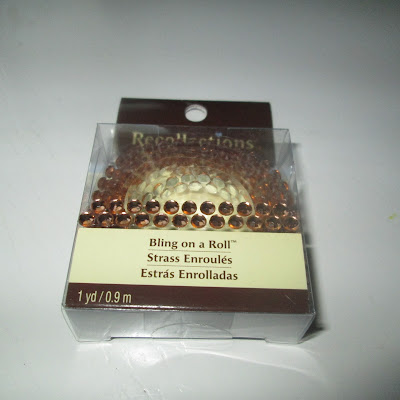 Recollections
Bling on a Roll™
Strass Enroulés
Estrás Enrolladas
1 yd / 0.9 m